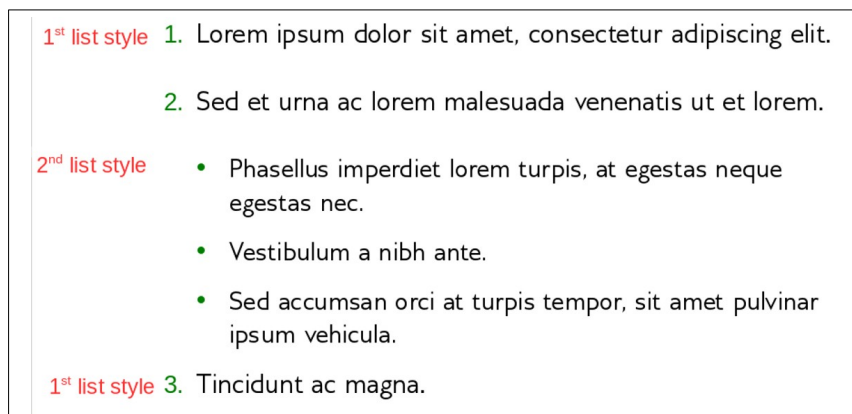 1st list style 1. Lorem ipsum dolor sit amet, consectetur adipiscing elit.
2. Sed et urna ac lorem malesuada venenatis ut et lorem.
2nd list style • Phasellus imperdiet lorem turpis, at egestas neque
egestas nec.
• Vestibulum a nibh ante.
• Sed accumsan orci at turpis tempor, sit amet pulvinar
ipsum vehicula.
1st list style 3. Tincidunt ac magna.